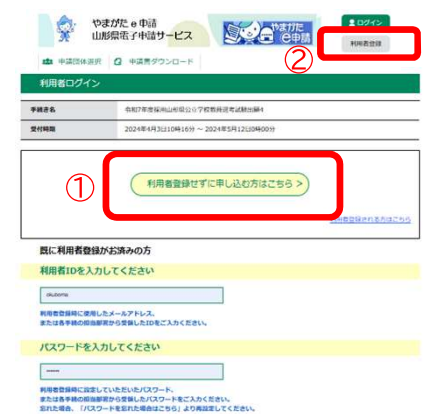 やまがた e 申請
山形県電子申請サービス
やまがた
e申請
ログイン
利用者登録
②
申請団体選択
申請書ダウンロード
利用者ログイン
手続き名
令和7年度採用山形県公立学校教員選考試験出願4
受付時期
2024年4月3日10時16分 ～ 2024年5月12日0時00分
①
利用者登録せずに申し込む方はこちら >
利用者登録される方はこちら
既に利用者登録がお済みの方
利用者IDを入力してください
利用者登録時に使用したメールアドレス、
または各手続の担当部署から受領したIDをご入力ください。
パスワードを入力してください
利用者登録時に設定していただいたパスワード、
または各手続の担当部署から受領したパスワードをご入力ください。
忘れた場合、「パスワードを忘れた場合はこちら」より再設定してください。